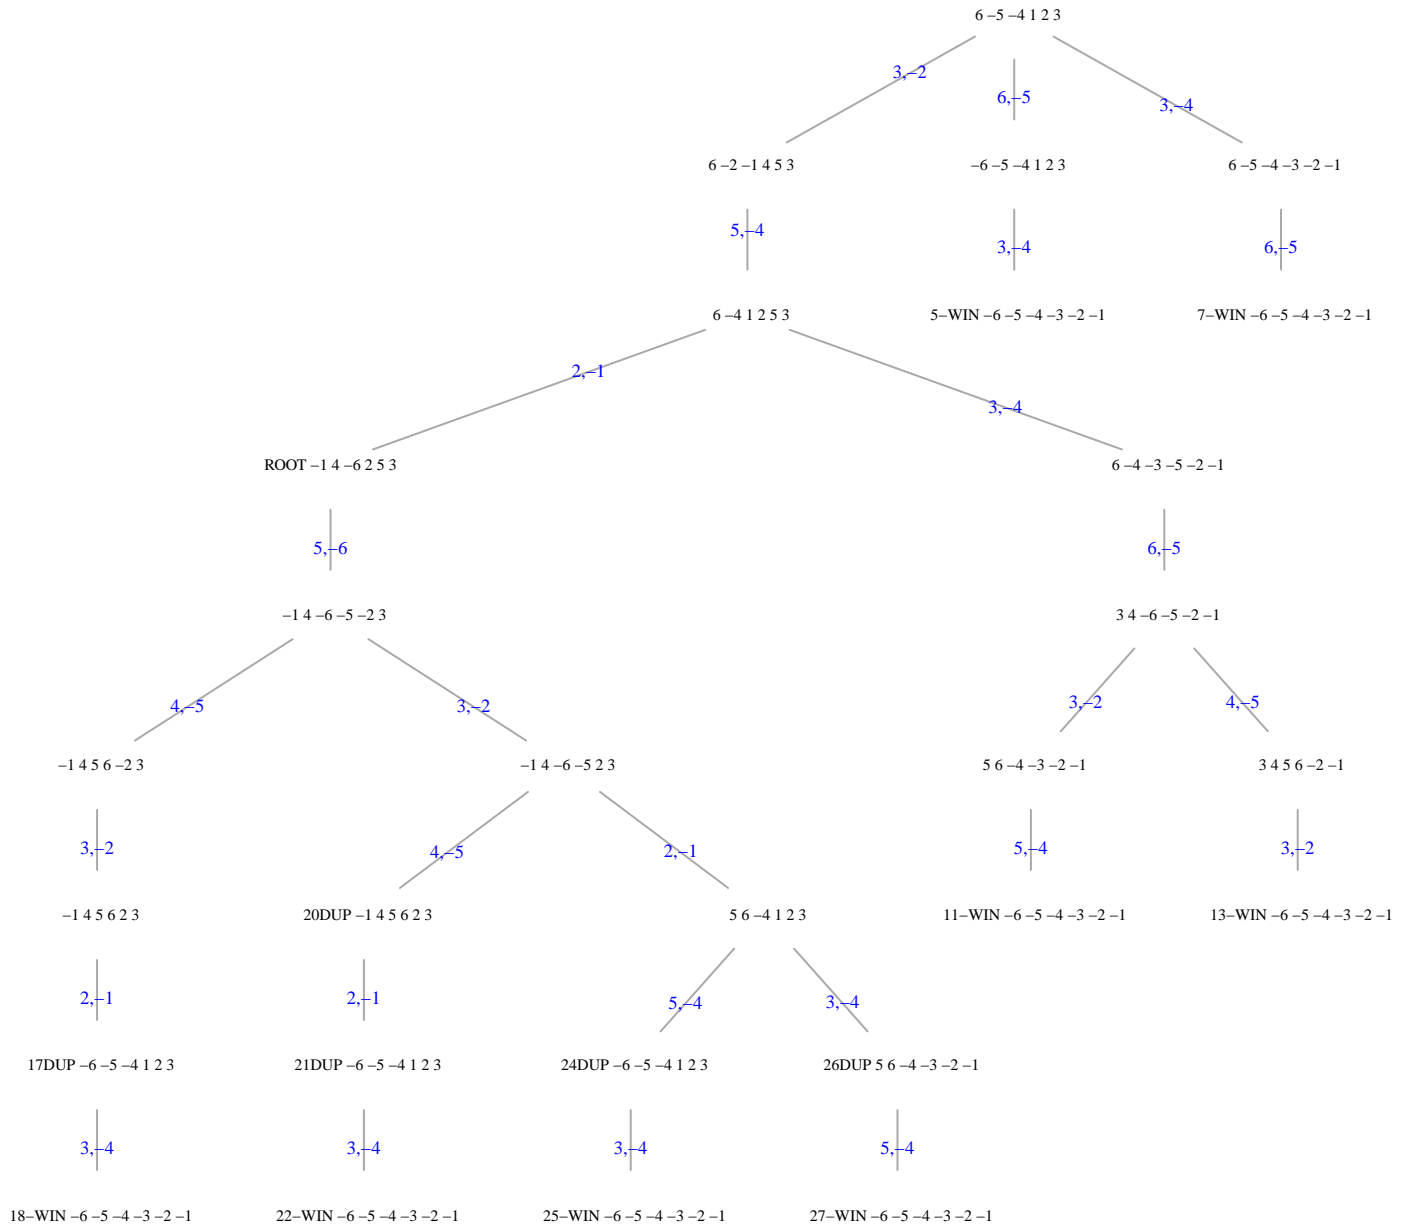 6 –5 –4 1 2 3
3,–2
6,–5
3,–4
6 –2 –1 4 5 3
–6 –5 –4 1 2 3
6 –5 –4 –3 –2 –1
5,–4
3,–4
6,–5
6 –4 1 2 5 3
5–WIN –6 –5 –4 –3 –2 –1
7–WIN –6 –5 –4 –3 –2 –1
2,–1
3,–4
ROOT –1 4 –6 2 5 3
6 –4 –3 –5 –2 –1
5,–6
6,–5
–1 4 –6 –5 –2 3
3 4 –6 –5 –2 –1
4,–5
3,–2
3,–2
4,–5
–1 4 5 6 –2 3
–1 4 –6 –5 2 3
5 6 –4 –3 –2 –1
3 4 5 6 –2 –1
3,–2
4,–5
2,–1
5,–4
3,–2
–1 4 5 6 2 3
20DUP –1 4 5 6 2 3
5 6 –4 1 2 3
11–WIN –6 –5 –4 –3 –2 –1
13–WIN –6 –5 –4 –3 –2 –1
2,–1
2,–1
5,–4
3,–4
17DUP –6 –5 –4 1 2 3
21DUP –6 –5 –4 1 2 3
24DUP –6 –5 –4 1 2 3
26DUP 5 6 –4 –3 –2 –1
3,–4
3,–4
3,–4
5,–4
18–WIN –6 –5 –4 –3 –2 –1
22–WIN –6 –5 –4 –3 –2 –1
25–WIN –6 –5 –4 –3 –2 –1
27–WIN –6 –5 –4 –3 –2 –1